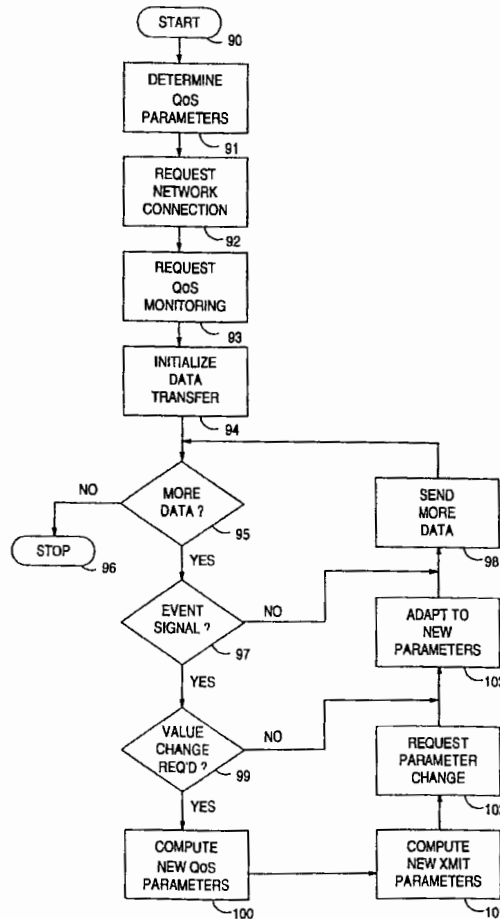 START
90
DETERMINE
QoS
PARAMETERS
91
REQUEST
NETWORK
CONNECTION
92
REQUEST
QoS
MONITORING
93
INITIALIZE
DATA
TRANSFER
94
MORE
DATA ?
95
NO
STOP
96
YES
SEND
MORE
DATA
98
EVENT
SIGNAL ?
97
NO
YES
ADAPT TO
NEW
PARAMETERS
VALUE
CHANGE
REQ'D ?
99
NO
YES
REQUEST
PARAMETER
CHANGE
COMPUTE
NEW QoS
PARAMETERS
100
COMPUTE
NEW XMIT
PARAMETERS